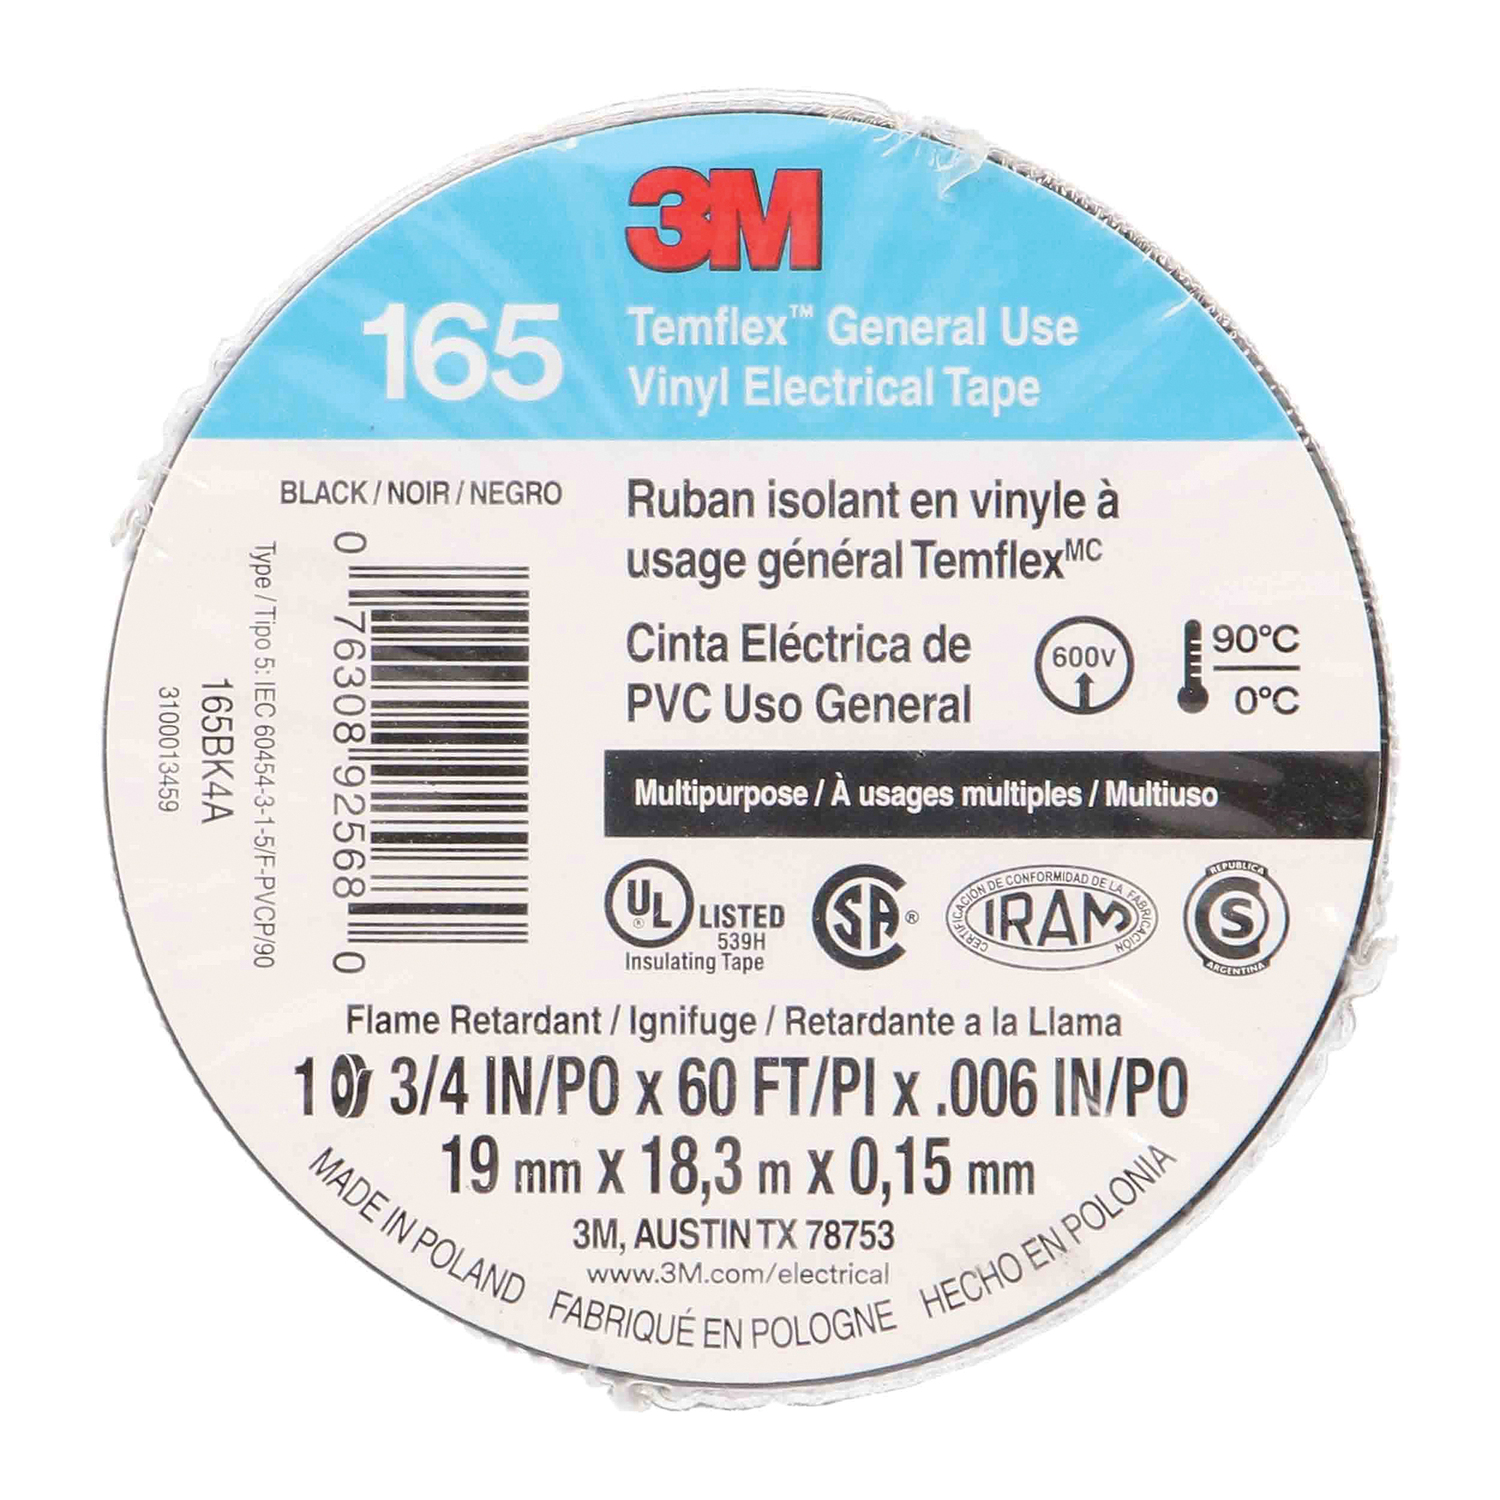 3M
165
Temflex™ General Use
Vinyl Electrical Tape
BLACK / NOIR / NEGRO
Ruban isolant en vinyle à
usage général Temflexᴹᶜ
Cinta Eléctrica de
PVC Uso General
600V
90°C
0°C
0 76308 92568 0
Type / Tipo 5: IEC 60454-3-1-5/F-PVCP/90
165BK4A
3100013459
Multipurpose / À usages multiples / Multiuso
UL
®
LISTED
539H
Insulating Tape
SA ®
CERTIFICACIÓN DE CONFORMIDAD DE LA FABRICACIÓN
IRAM
REPUBLICA
S
ARGENTINA
Flame Retardant / Ignifuge / Retardante a la Llama
1 3/4 IN/PO x 60 FT/PI x .006 IN/PO
19 mm x 18,3 m x 0,15 mm
3M, AUSTIN TX 78753
www.3M.com/electrical
MADE IN POLAND FABRIQUÉ EN POLOGNE HECHO EN POLONIA